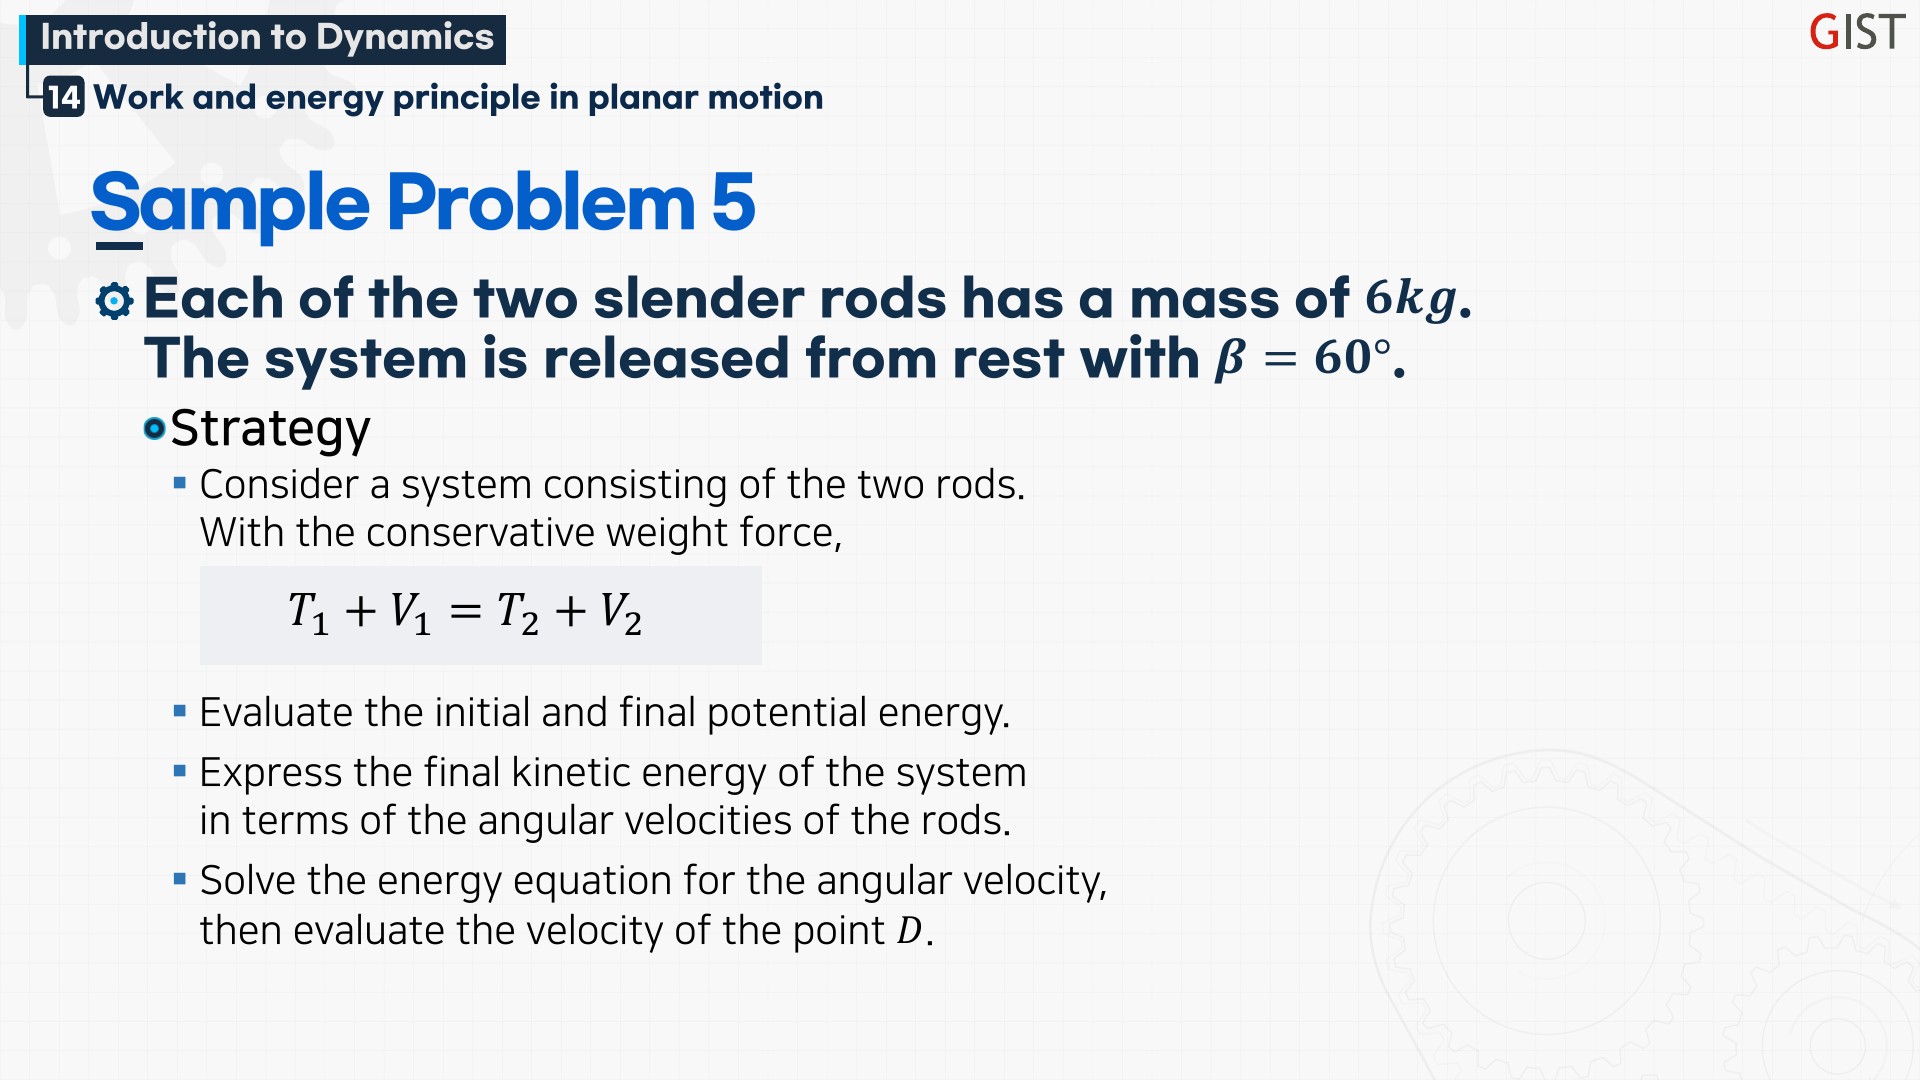 Introduction to Dynamics
GIST
14 Work and energy principle in planar motion
Sample Problem 5
Each of the two slender rods has a mass of 6kg.
The system is released from rest with β = 60°.
Strategy
Consider a system consisting of the two rods.
With the conservative weight force,
T₁ + V₁ = T₂ + V₂
Evaluate the initial and final potential energy.
Express the final kinetic energy of the system
in terms of the angular velocities of the rods.
Solve the energy equation for the angular velocity,
then evaluate the velocity of the point D.